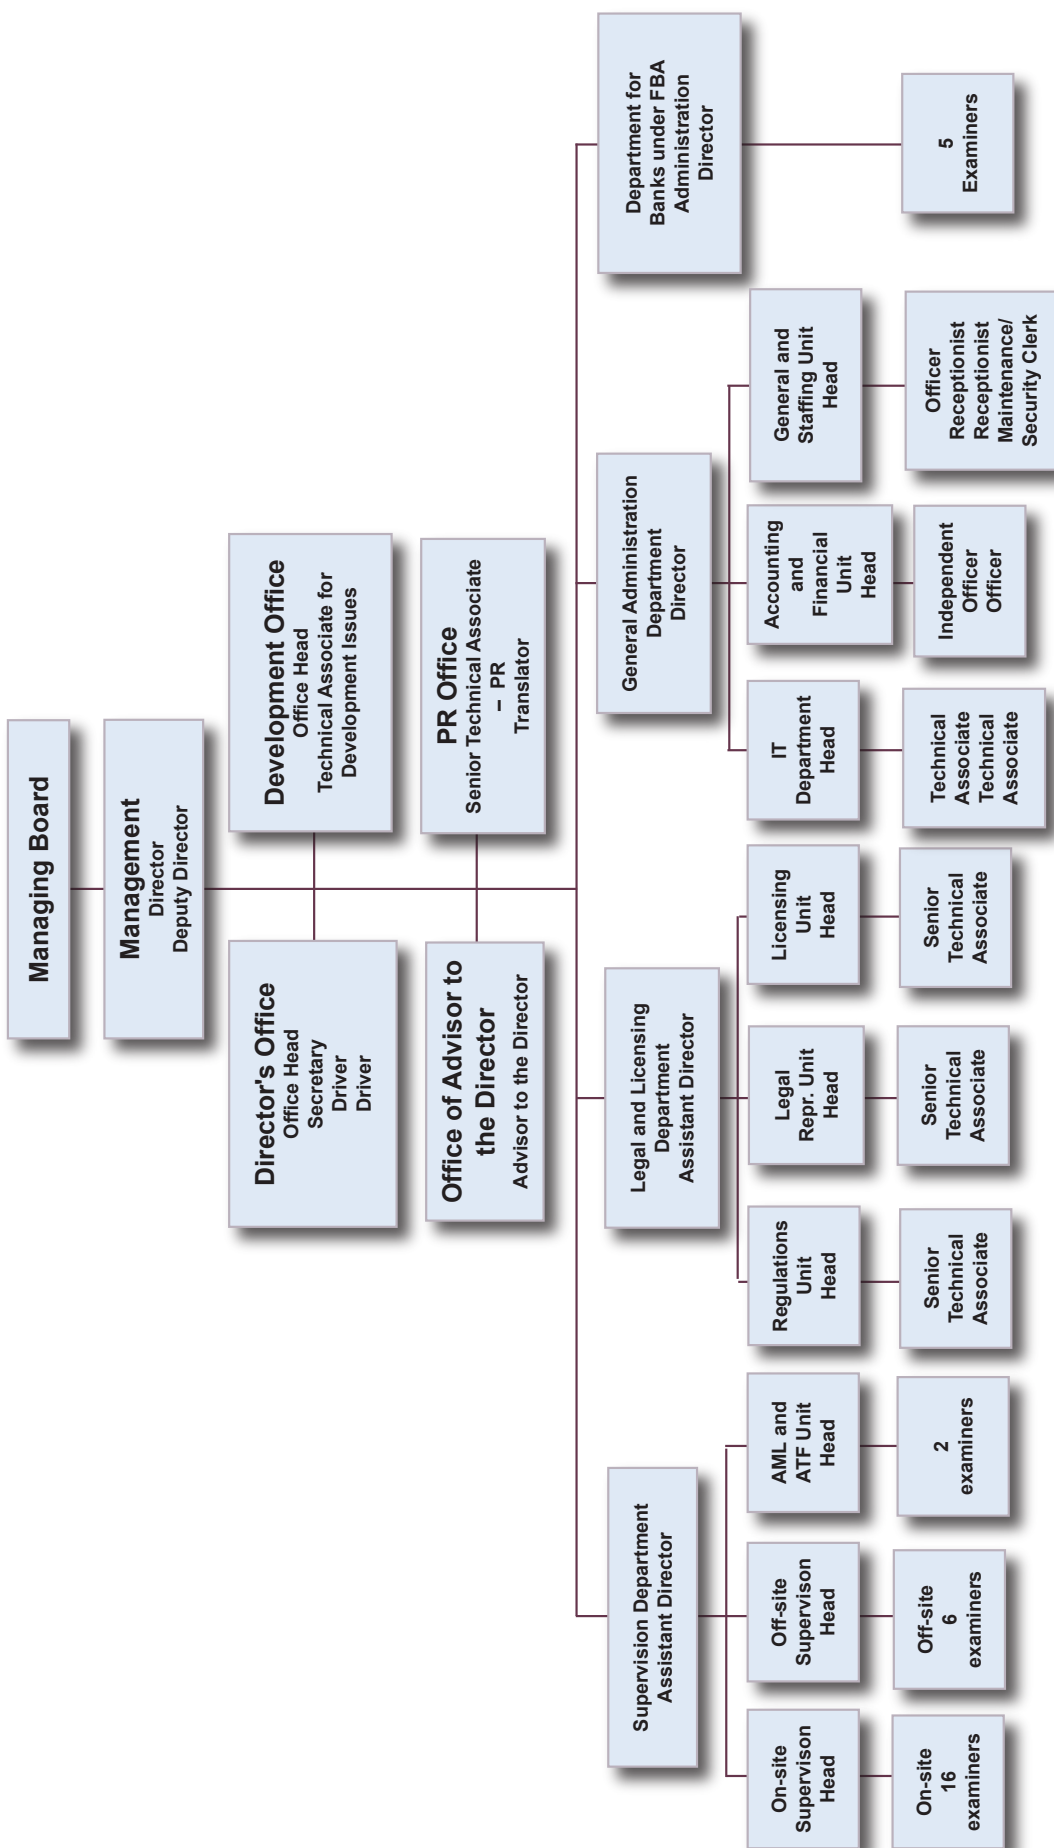 Managing Board
Management
Director
Deputy Director
Director's Office
Office Head
Secretary
Driver
Driver
Development Office
Office Head
Technical Associate for
Development Issues
Office of Advisor to
the Director
Advisor to the Director
PR Office
Senior Technical Associate
– PR
Translator
Supervision Department
Assistant Director
Legal and Licensing
Department
Assistant Director
General Administration
Department
Director
Department for
Banks under FBA
Administration
Director
On-site
Supervison
Head
Off-site
Supervision
Head
AML and
ATF Unit
Head
Regulations
Unit
Head
Legal
Repr. Unit
Head
Licensing
Unit
Head
IT
Department
Head
Accounting
and
Financial
Unit
Head
General and
Staffing Unit
Head
On-site
16
examiners
Off-site
6
examiners
2
examiners
Senior
Technical
Associate
Senior
Technical
Associate
Senior
Technical
Associate
Technical
Associate
Technical
Associate
Independent
Officer
Officer
Officer
Receptionist
Receptionist
Maintenance/
Security Clerk
5
Examiners